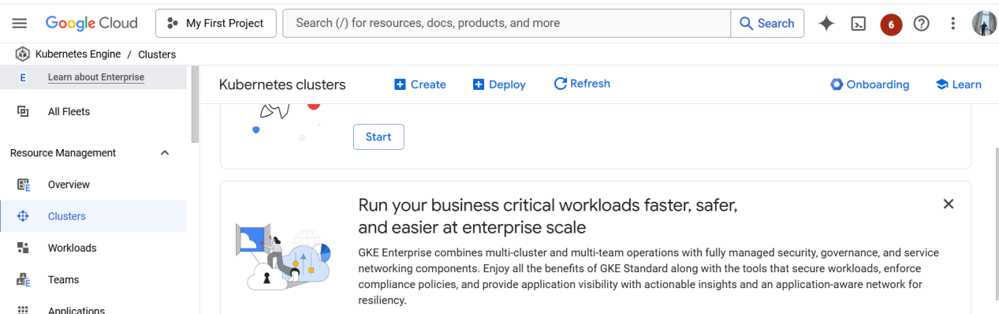 Google Cloud
My First Project
Search (/) for resources, docs, products, and more
Search
6
Kubernetes Engine / Clusters
E Learn about Enterprise
All Fleets
Resource Management
Overview
Clusters
Workloads
Teams
Applications
Kubernetes clusters
Create
Deploy
Refresh
Onboarding
Learn
Start
Run your business critical workloads faster, safer,
and easier at enterprise scale
GKE Enterprise combines multi-cluster and multi-team operations with fully managed security, governance, and service
networking components. Enjoy all the benefits of GKE Standard along with the tools that secure workloads, enforce
compliance policies, and provide application visibility with actionable insights and an application-aware network for
resiliency.